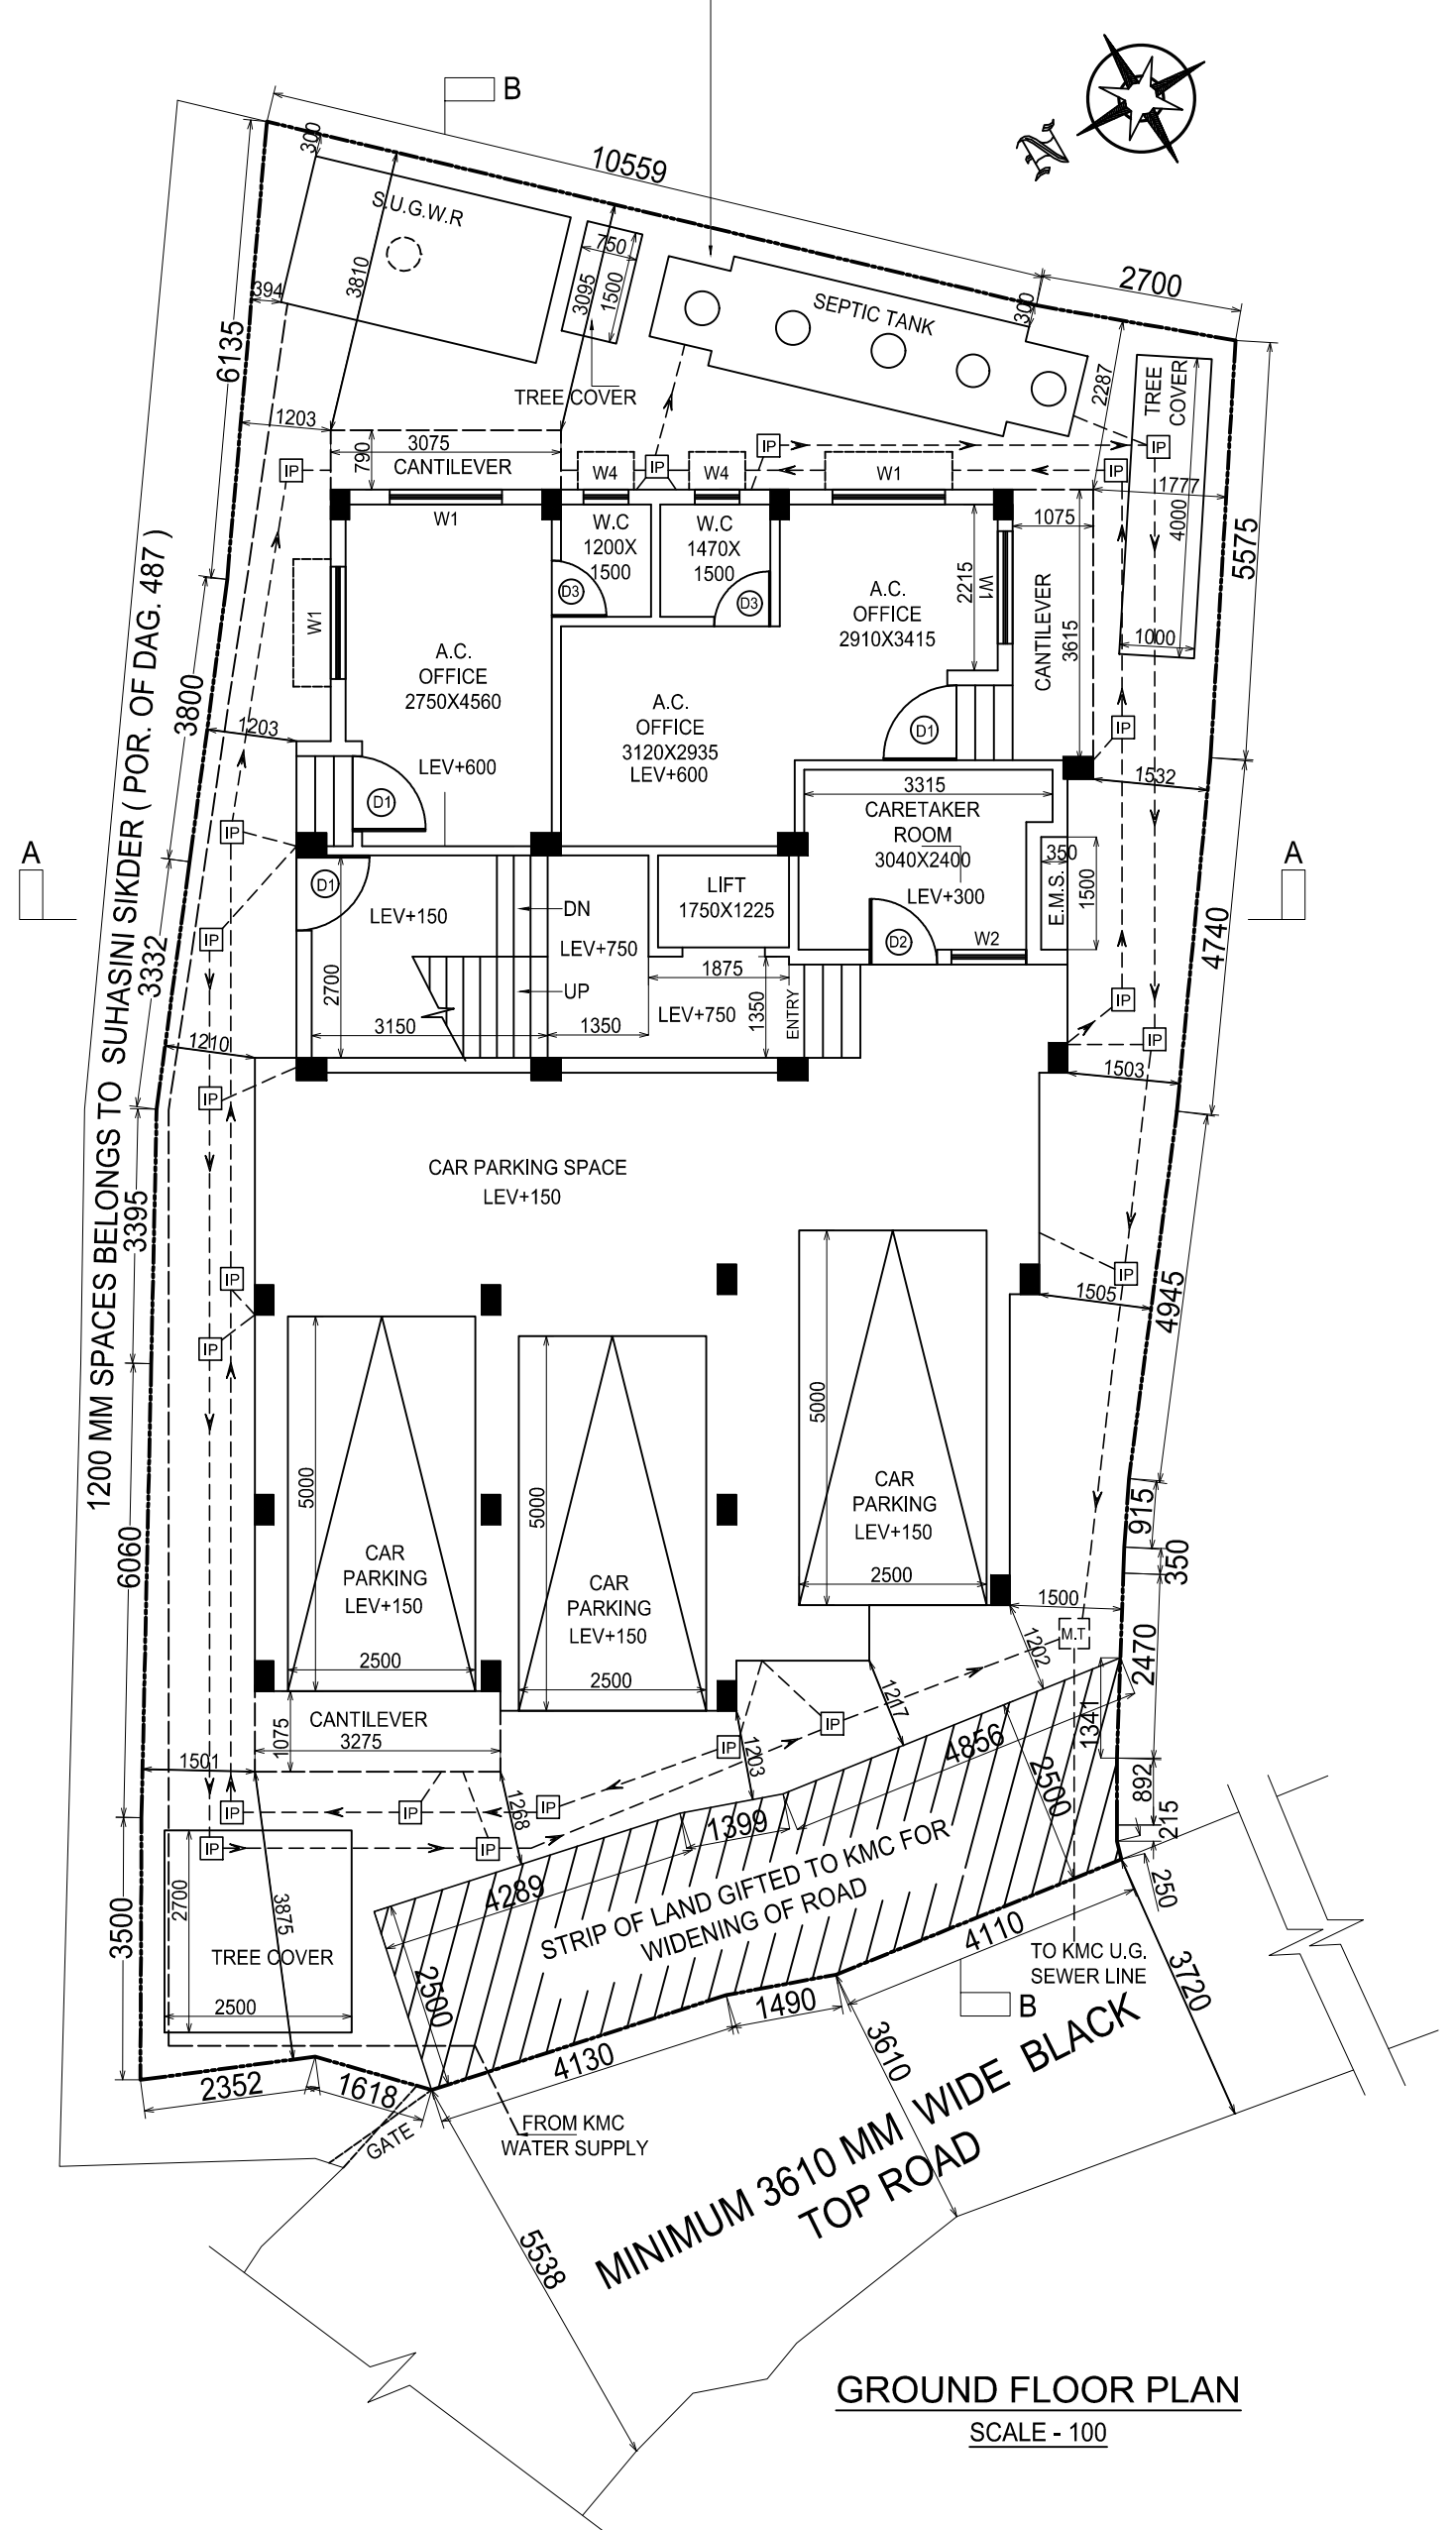 B
N
10559
2700
300
S.U.G.W.R
750
3810
3095
1500
394
300
SEPTIC TANK
6135
TREE COVER
2287
TREE
COVER
1203
790
3075
CANTILEVER
IP
IP
IP
IP
IP
W4
W4
W1
1777
4000
5575
W1
W.C
1200X
1500
W.C
1470X
1500
1075
2215
W1
CANTILEVER
3615
D3
D3
A.C.
OFFICE
2910X3415
W1
1000
A.C.
OFFICE
2750X4560
3800
1203
A.C.
OFFICE
3120X2935
LEV+600
D1
IP
LEV+600
1532
3315
CARETAKER
ROOM
3040X2400
LEV+300
D1
IP
A
A
350
E.M.S.
1500
D1
LIFT
1750X1225
LEV+150
DN
LEV+750
D2
W2
IP
3332
4740
2700
1875
UP
LEV+750
1350
ENTRY
IP
3150
1350
IP
1210
1503
IP
1200 MM SPACES BELONGS TO SUHASINI SIKDER ( POR. OF DAG. 487 )
CAR PARKING SPACE
LEV+150
3395
IP
IP
1505
4945
IP
5000
5000
5000
CAR
PARKING
LEV+150
915
350
6060
CAR
PARKING
LEV+150
CAR
PARKING
LEV+150
2500
1500
M.T
1202
2470
2500
2500
1217
1341
CANTILEVER
3275
1075
IP
IP
1203
4856
2500
1501
892
215
IP
IP
IP
1268
1399
IP
IP
4289
STRIP OF LAND GIFTED TO KMC FOR
WIDENING OF ROAD
250
2700
3875
3500
TREE COVER
2500
2500
4110
TO KMC U.G.
SEWER LINE
3720
1490
B
3610
4130
2352
1618
GATE
FROM KMC
WATER SUPPLY
MINIMUM 3610 MM WIDE BLACK
TOP ROAD
5538
GROUND FLOOR PLAN
SCALE - 100